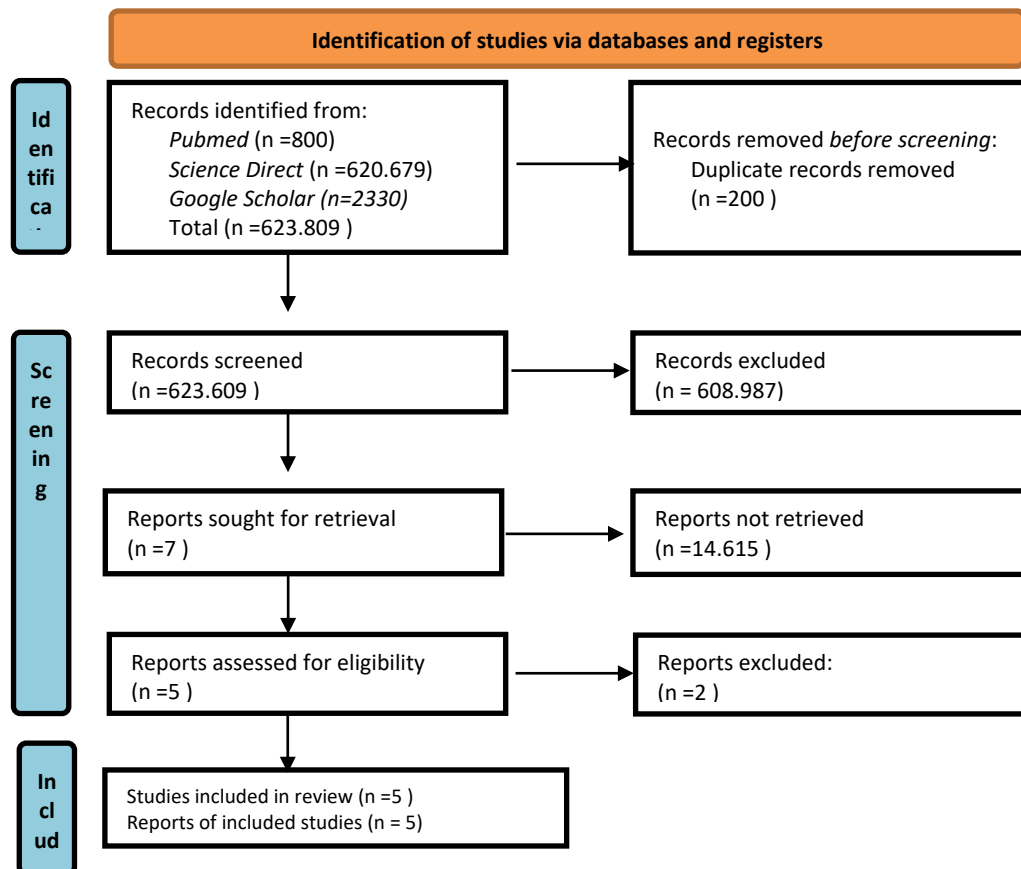 Identification of studies via databases and registers
Id
en
tifi
ca
Records identified from:
Pubmed (n =800)
Science Direct (n =620.679)
Google Scholar (n=2330)
Total (n =623.809 )
Records removed before screening:
Duplicate records removed
(n =200 )
Sc
re
en
in
g
Records screened
(n =623.609 )
Records excluded
(n = 608.987)
Reports sought for retrieval
(n =7 )
Reports not retrieved
(n =14.615 )
Reports assessed for eligibility
(n =5 )
Reports excluded:
(n =2 )
In
cl
ud
Studies included in review (n =5 )
Reports of included studies (n = 5)